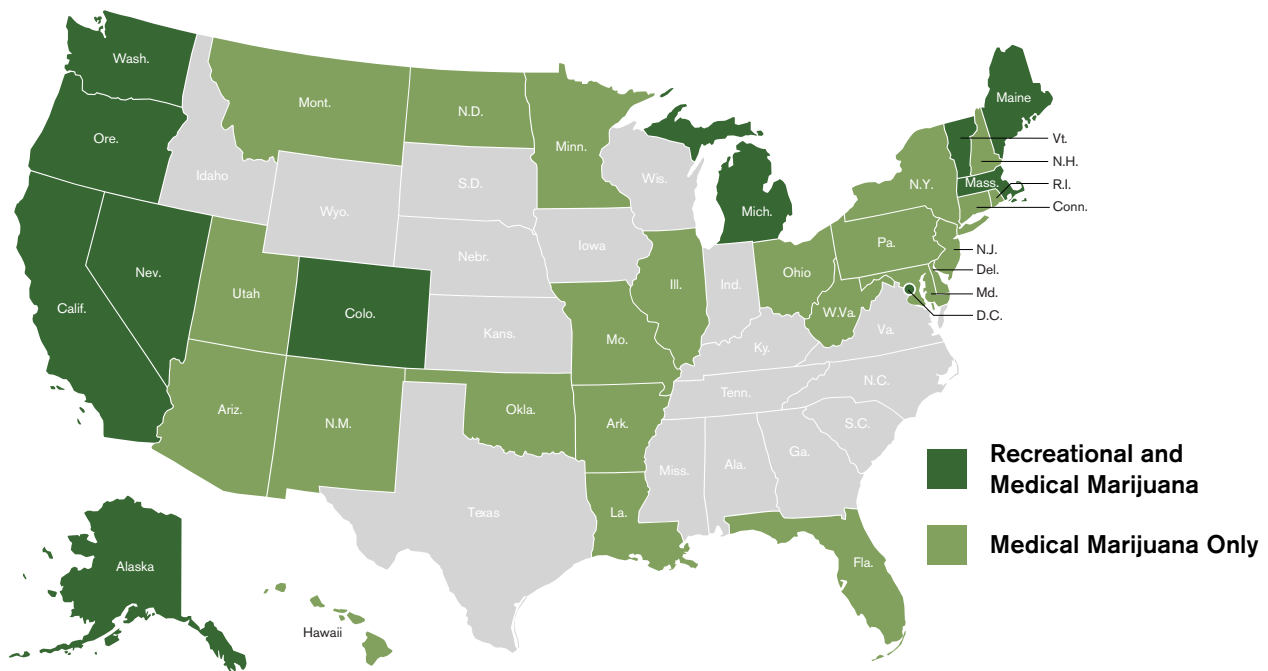 Wash.
Maine
Mont.
N.D.
Ore.
Vt.
Minn.
N.H.
Idaho
S.D.
Wis.
N.Y.
Mass.
R.I.
Wyo.
Mich.
Conn.
Iowa
Pa.
N.J.
Nebr.
Nev.
Ohio
Del.
Utah
Ill.
Ind.
Md.
Calif.
Colo.
W.Va.
D.C.
Kans.
Mo.
Va.
Ky.
N.C.
Tenn.
Ariz.
N.M.
Okla.
Ark.
S.C.
Ga.
Miss.
Ala.
Texas
La.
Fla.
Alaska
Hawaii
Recreational and
Medical Marijuana
Medical Marijuana Only